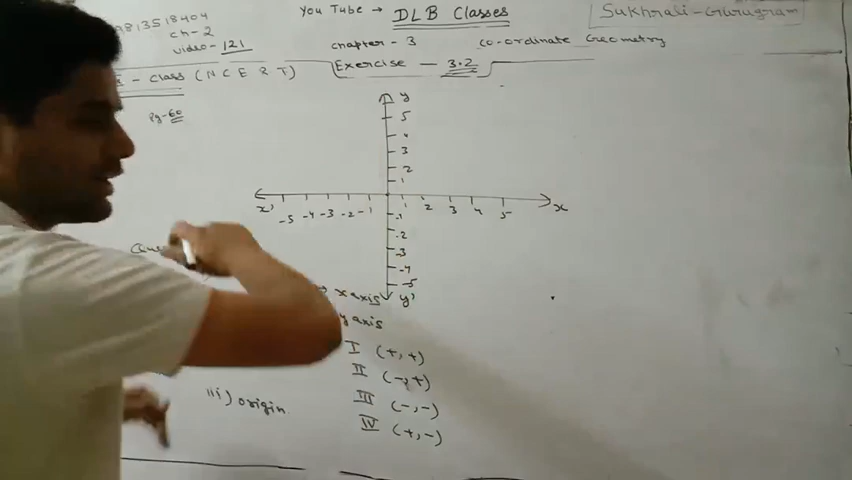 9813518404
ch-2
video - 121
You Tube → DLB Classes
Sukhrali - Gurugram
chapter - 3 co-ordinate Geometry
Exercise - 3.2
- class (NCERT)
Pg-60
y
5
4
3
2
1
x' -5 -4 -3 -2 -1 1 2 3 4 5 x
-1
-2
-3
-4
-5
y'
x axis
y axis
I (+,+)
II (-,+)
iii) origin
III (-,-)
IV (+,-)